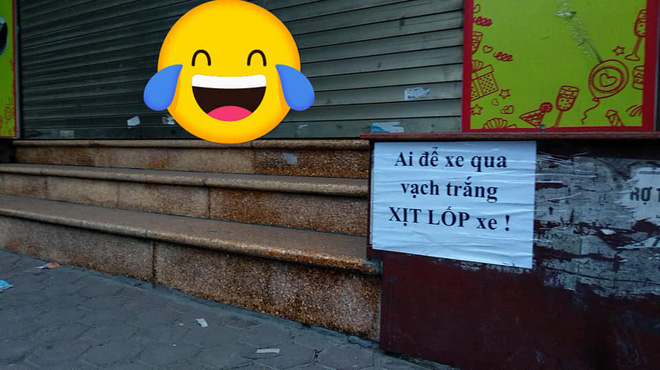 Ai để xe qua
vạch trắng
XỊT LỐP xe !